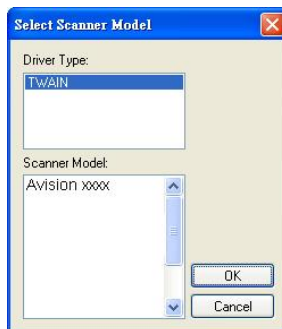 Select Scanner Model
Driver Type:
TWAIN
Scanner Model:
Avision xxxx
OK
Cancel